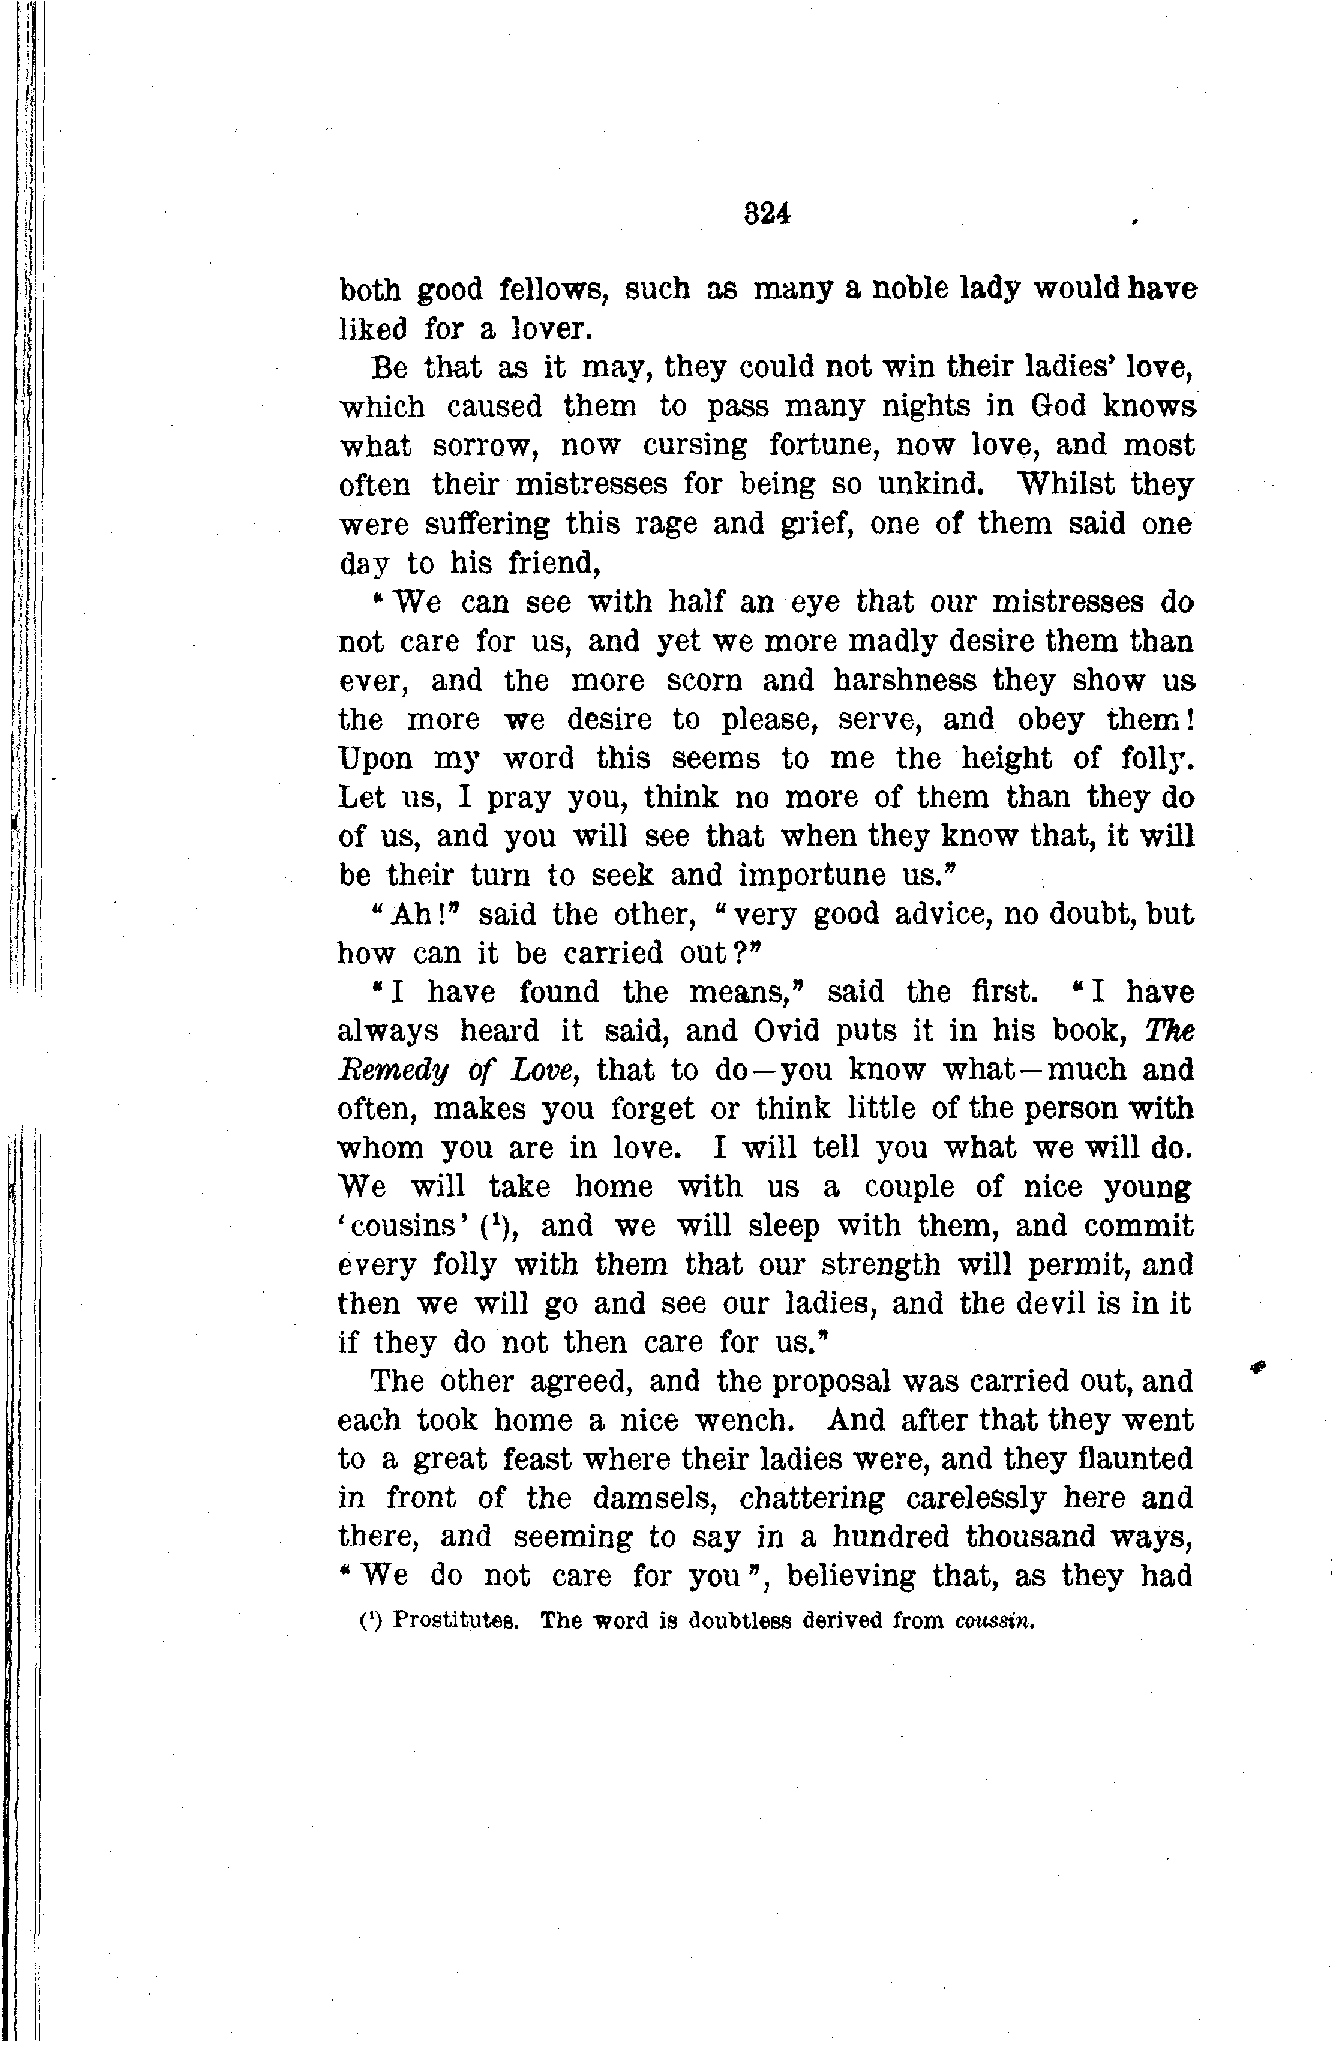 324
both good fellows, such as many a noble lady would have
liked for a lover.
Be that as it may, they could not win their ladies' love,
which caused them to pass many nights in God knows
what sorrow, now cursing fortune, now love, and most
often their mistresses for being so unkind. Whilst they
were suffering this rage and grief, one of them said one
day to his friend,
"We can see with half an eye that our mistresses do
not care for us, and yet we more madly desire them than
ever, and the more scorn and harshness they show us
the more we desire to please, serve, and obey them!
Upon my word this seems to me the height of folly.
Let us, I pray you, think no more of them than they do
of us, and you will see that when they know that, it will
be their turn to seek and importune us."
"Ah!" said the other, "very good advice, no doubt, but
how can it be carried out?"
"I have found the means," said the first. "I have
always heard it said, and Ovid puts it in his book, The
Remedy of Love, that to do—you know what—much and
often, makes you forget or think little of the person with
whom you are in love. I will tell you what we will do.
We will take home with us a couple of nice young
'cousins' (¹), and we will sleep with them, and commit
every folly with them that our strength will permit, and
then we will go and see our ladies, and the devil is in it
if they do not then care for us."
The other agreed, and the proposal was carried out, and
each took home a nice wench. And after that they went
to a great feast where their ladies were, and they flaunted
in front of the damsels, chattering carelessly here and
there, and seeming to say in a hundred thousand ways,
"We do not care for you", believing that, as they had
(¹) Prostitutes. The word is doubtless derived from coussin.